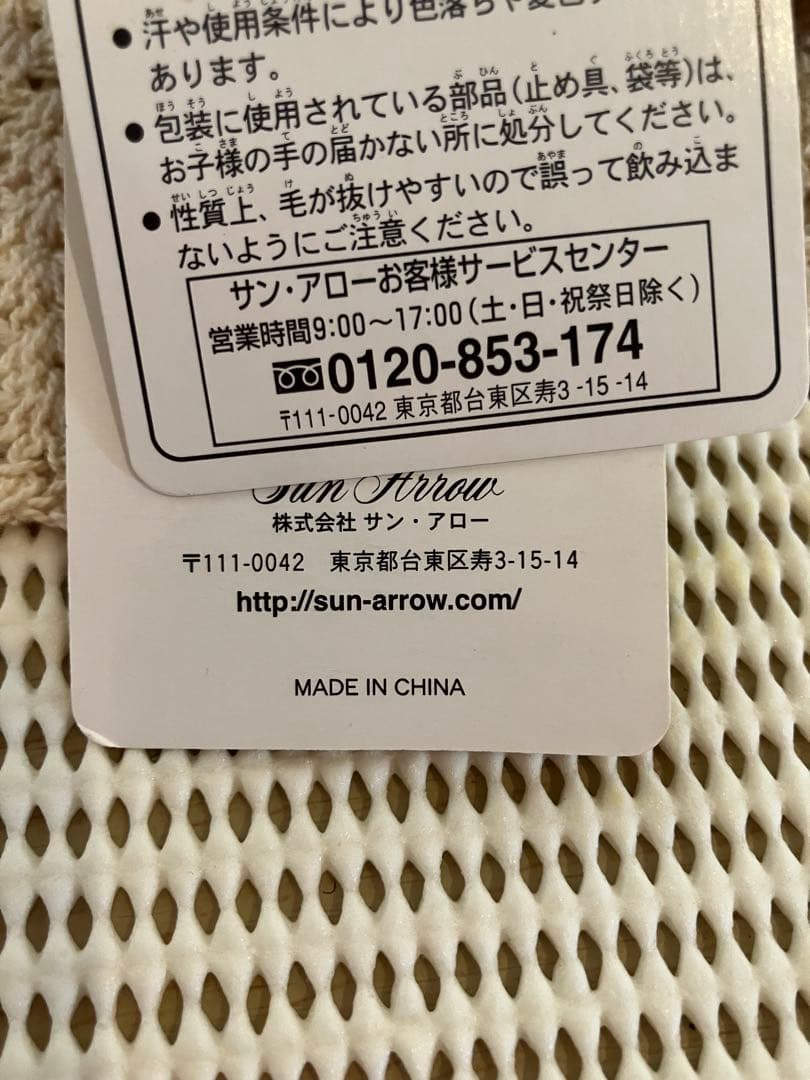 ●汗や使用条件により色落ちや変色
あります。
●包装に使用されている部品（止め具、袋等）は、
お子様の手の届かない所に処分してください。
●性質上、毛が抜けやすいので誤って飲み込ま
ないようにご注意ください。
サン・アローお客様サービスセンター
営業時間9:00〜17:00（土・日・祝祭日除く）
0120-853-174
〒111-0042 東京都台東区寿3-15-14
Sun Arrow
株式会社 サン・アロー
〒111-0042 東京都台東区寿3-15-14
http://sun-arrow.com/
MADE IN CHINA